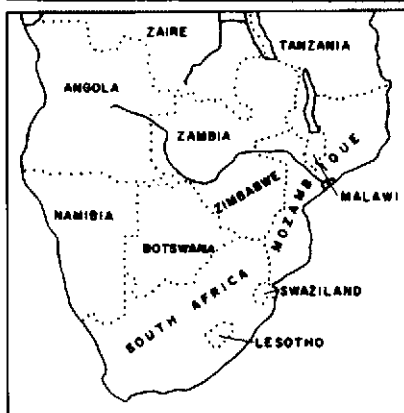 ZAIRE
TANZANIA
ANGOLA
ZAMBIA
MALAWI
ZIMBABWE
MOZAMBIQUE
NAMIBIA
BOTSWANA
SWAZILAND
SOUTH AFRICA
LESOTHO